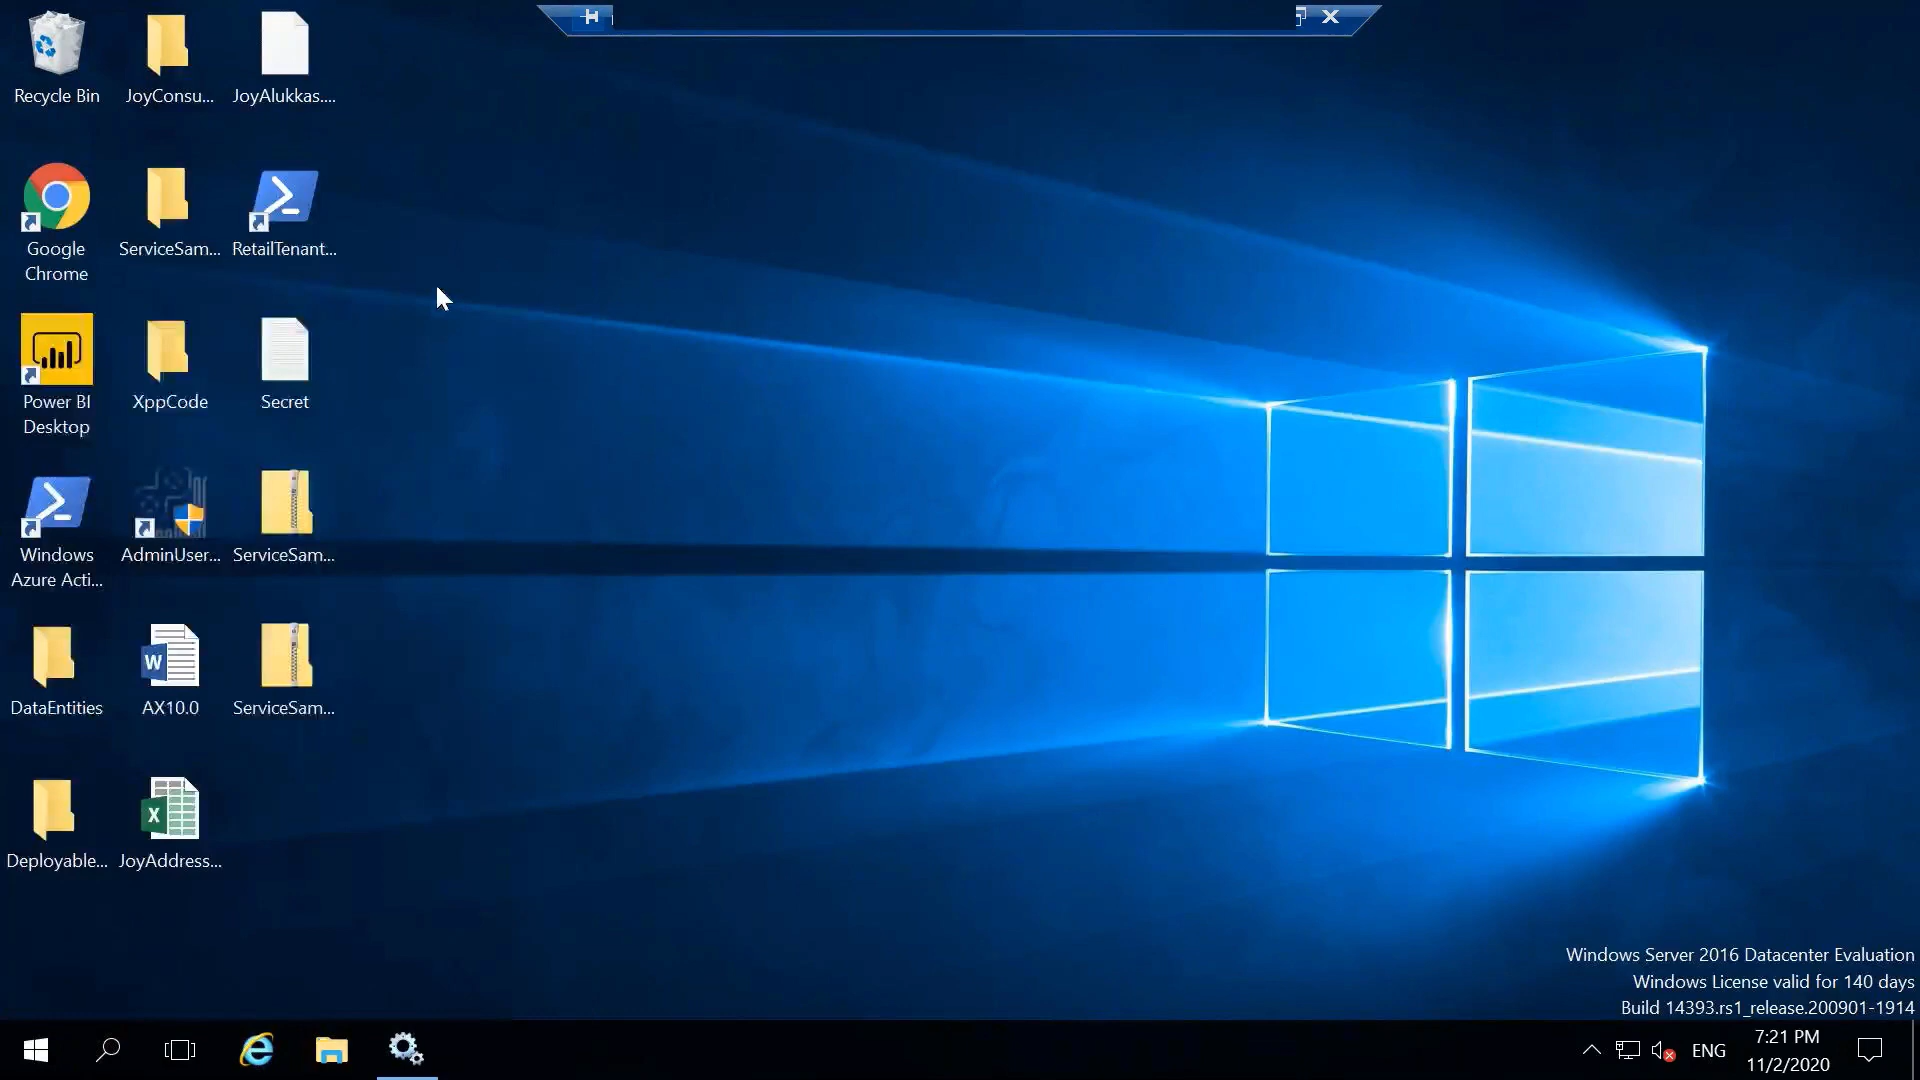 Recycle Bin
JoyConsu...
JoyAlukkas....
Google
Chrome
ServiceSam...
RetailTenant...
Power BI
Desktop
XppCode
Secret
Windows
Azure Acti...
AdminUser...
ServiceSam...
DataEntities
AX10.0
ServiceSam...
Deployable...
JoyAddress...
Windows Server 2016 Datacenter Evaluation
Windows License valid for 140 days
Build 14393.rs1_release.200901-1914
ENG
7:21 PM
11/2/2020